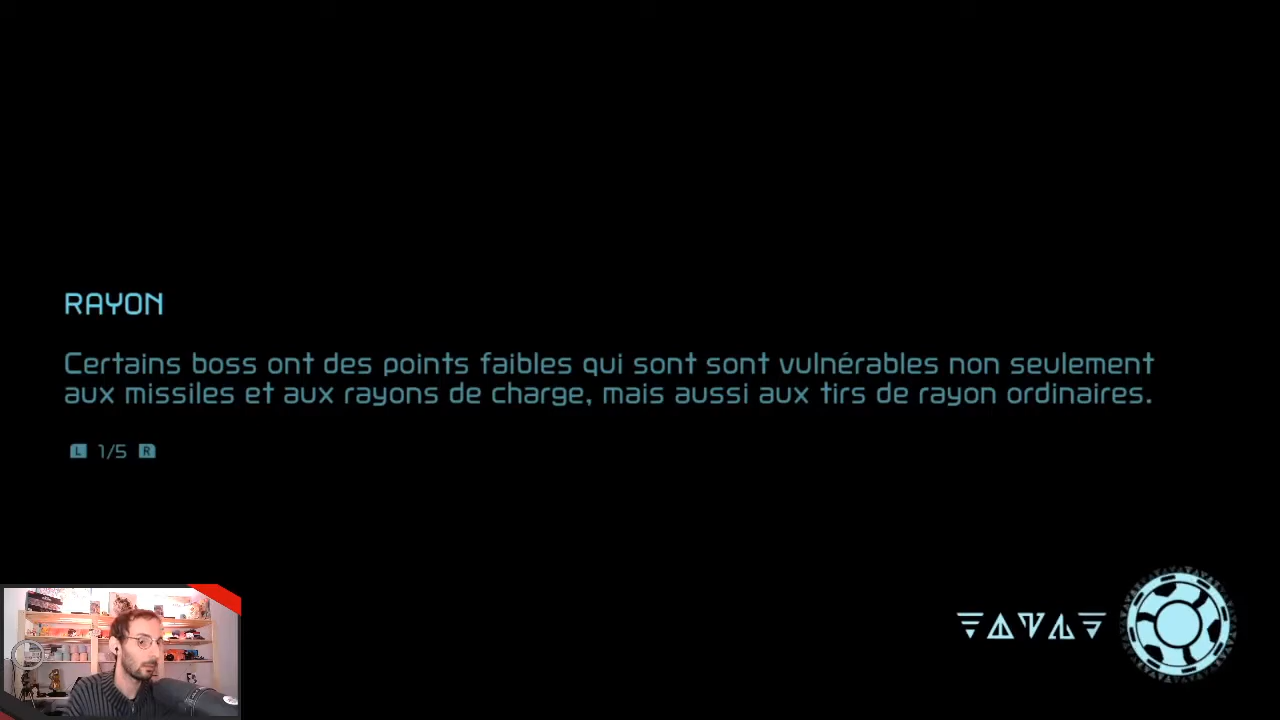 RAYON
Certains boss ont des points faibles qui sont sont vulnérables non seulement
aux missiles et aux rayons de charge, mais aussi aux tirs de rayon ordinaires.
L 1/5 R